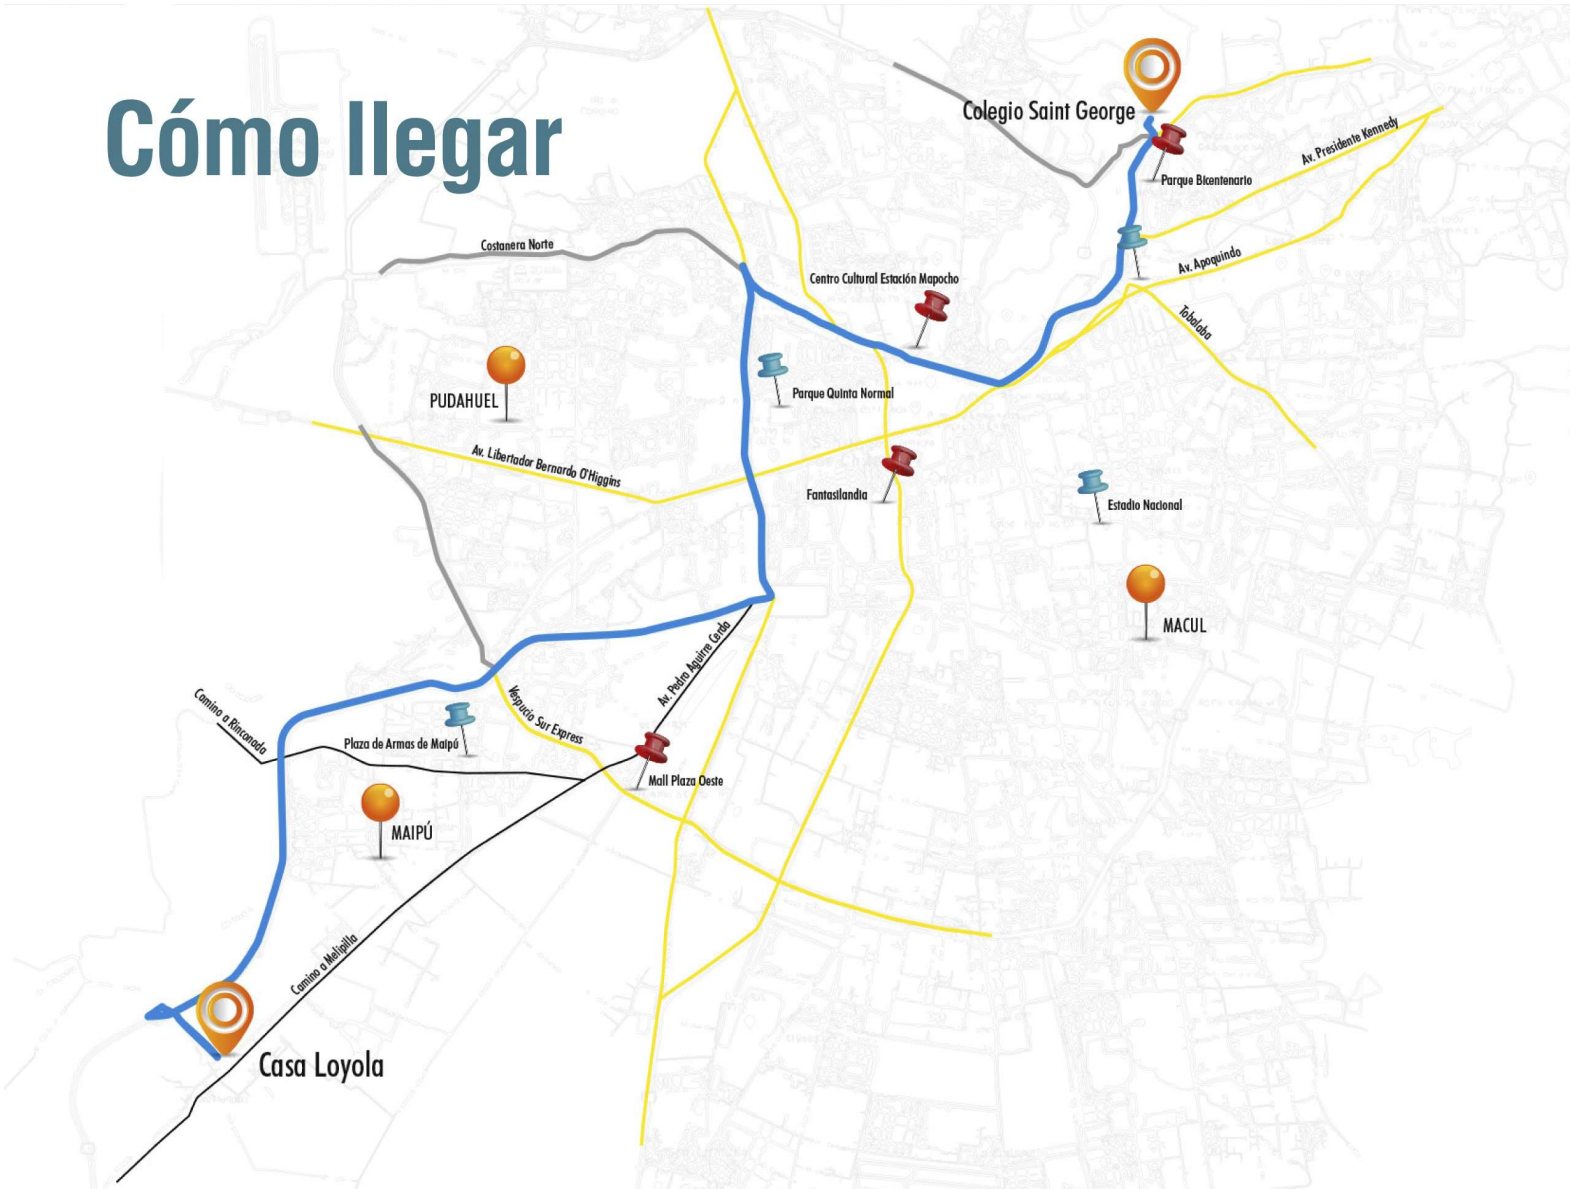 Cómo llegar
Colegio Saint George
Av. Presidente Kennedy
Parque Bicentenario
Costanera Norte
Av. Apoquindo
Centro Cultural Estación Mapocho
Tobalaba
PUDAHUEL
Parque Quinta Normal
Av. Libertador Bernardo O'Higgins
Fantasilandia
Estadio Nacional
MACUL
Av. Pedro Aguirre Cerda
Camino a Rinconada
Vespucio Sur Express
Plaza de Armas de Maipú
Mall Plaza Oeste
MAIPÚ
Camino a Melipilla
Casa Loyola